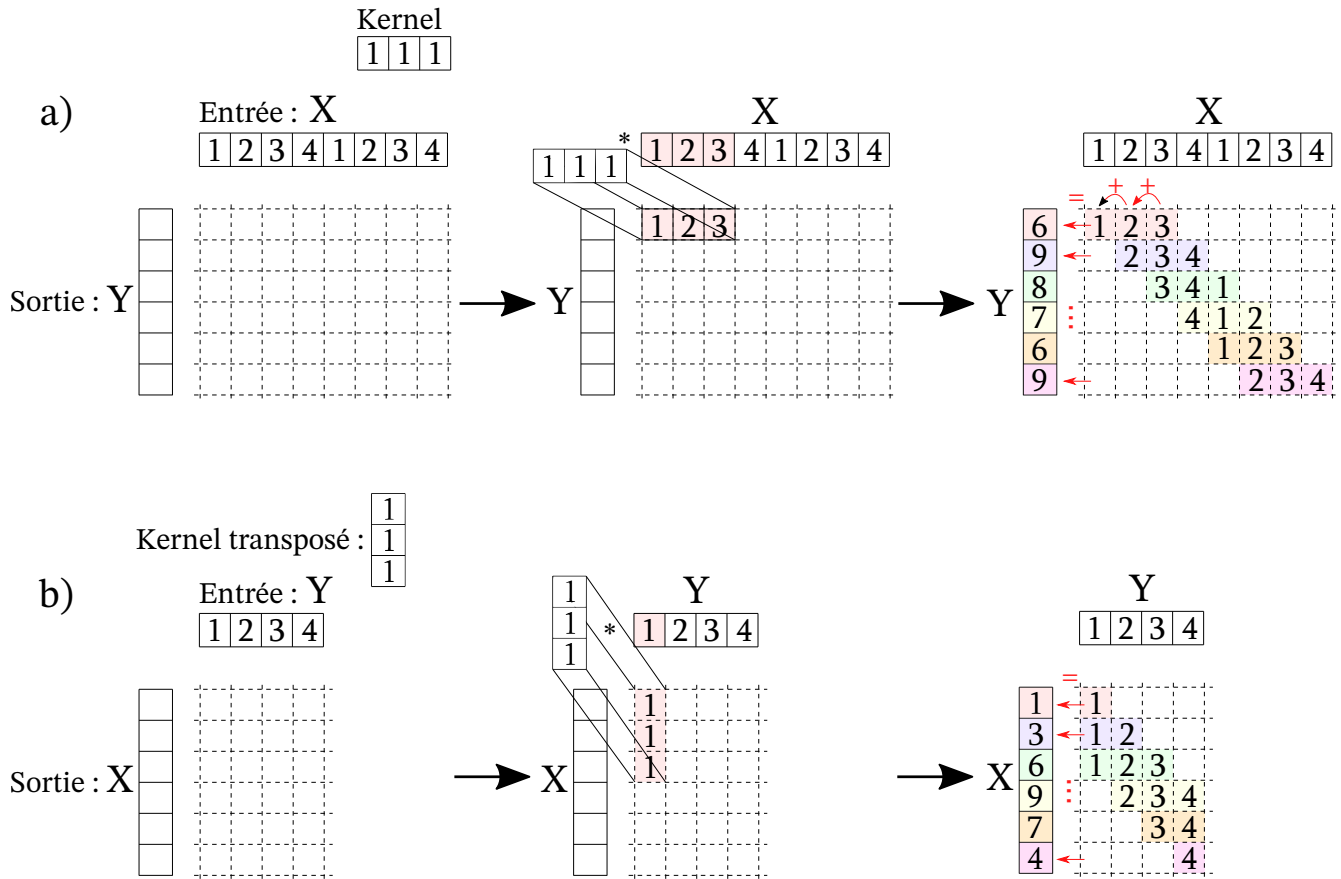 Kernel
1 1 1
a)
Entrée : X
1 2 3 4 1 2 3 4
Sortie : Y
X
*
1 2 3 4 1 2 3 4
1 1 1
1 2 3
Y
X
1 2 3 4 1 2 3 4
= + +
6 1 2 3
9 2 3 4
8 3 4 1
Y
7 4 1 2
6 1 2 3
9 2 3 4
Kernel transposé :
1
1
1
b)
Entrée : Y
1 2 3 4
Sortie : X
1
1
1
*
Y
1 2 3 4
1
1
1
X
Y
1 2 3 4
=
1 1
3 1 2
6 1 2 3
X
9 2 3 4
7 3 4
4 4